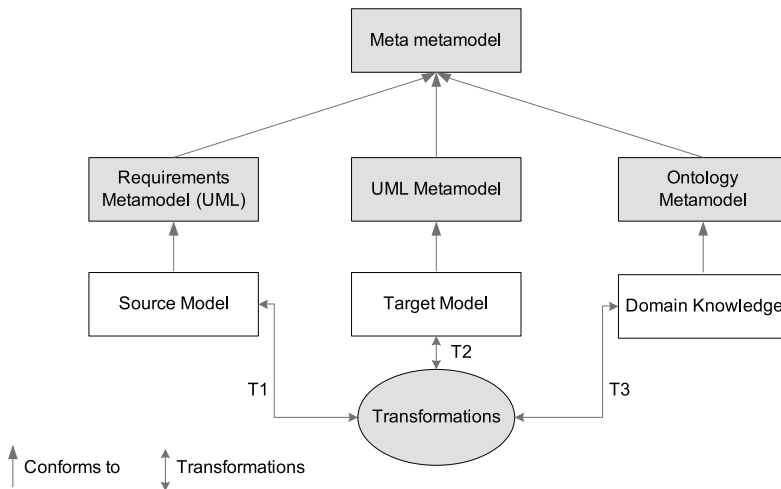 Meta metamodel
Requirements
Metamodel (UML)
UML Metamodel
Ontology
Metamodel
Source Model
Target Model
Domain Knowledge
T2
T1
T3
Transformations
Conforms to
Transformations